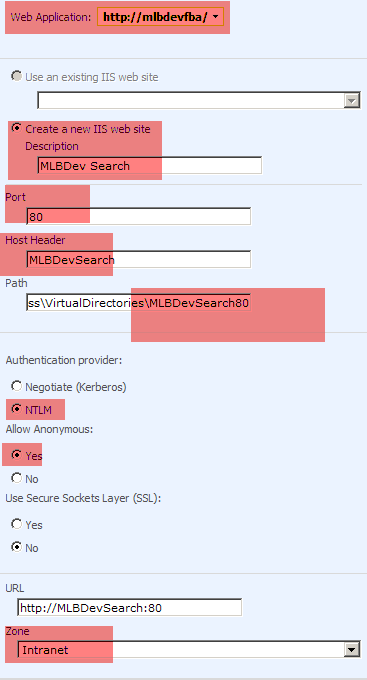 Web Application: http://mlbdevfba/
Use an existing IIS web site
Create a new IIS web site
Description
MLBDev Search
Port
80
Host Header
MLBDevSearch
Path
ss\VirtualDirectories\MLBDevSearch80
Authentication provider:
Negotiate (Kerberos)
NTLM
Allow Anonymous:
Yes
No
Use Secure Sockets Layer (SSL):
Yes
No
URL
http://MLBDevSearch:80
Zone
Intranet